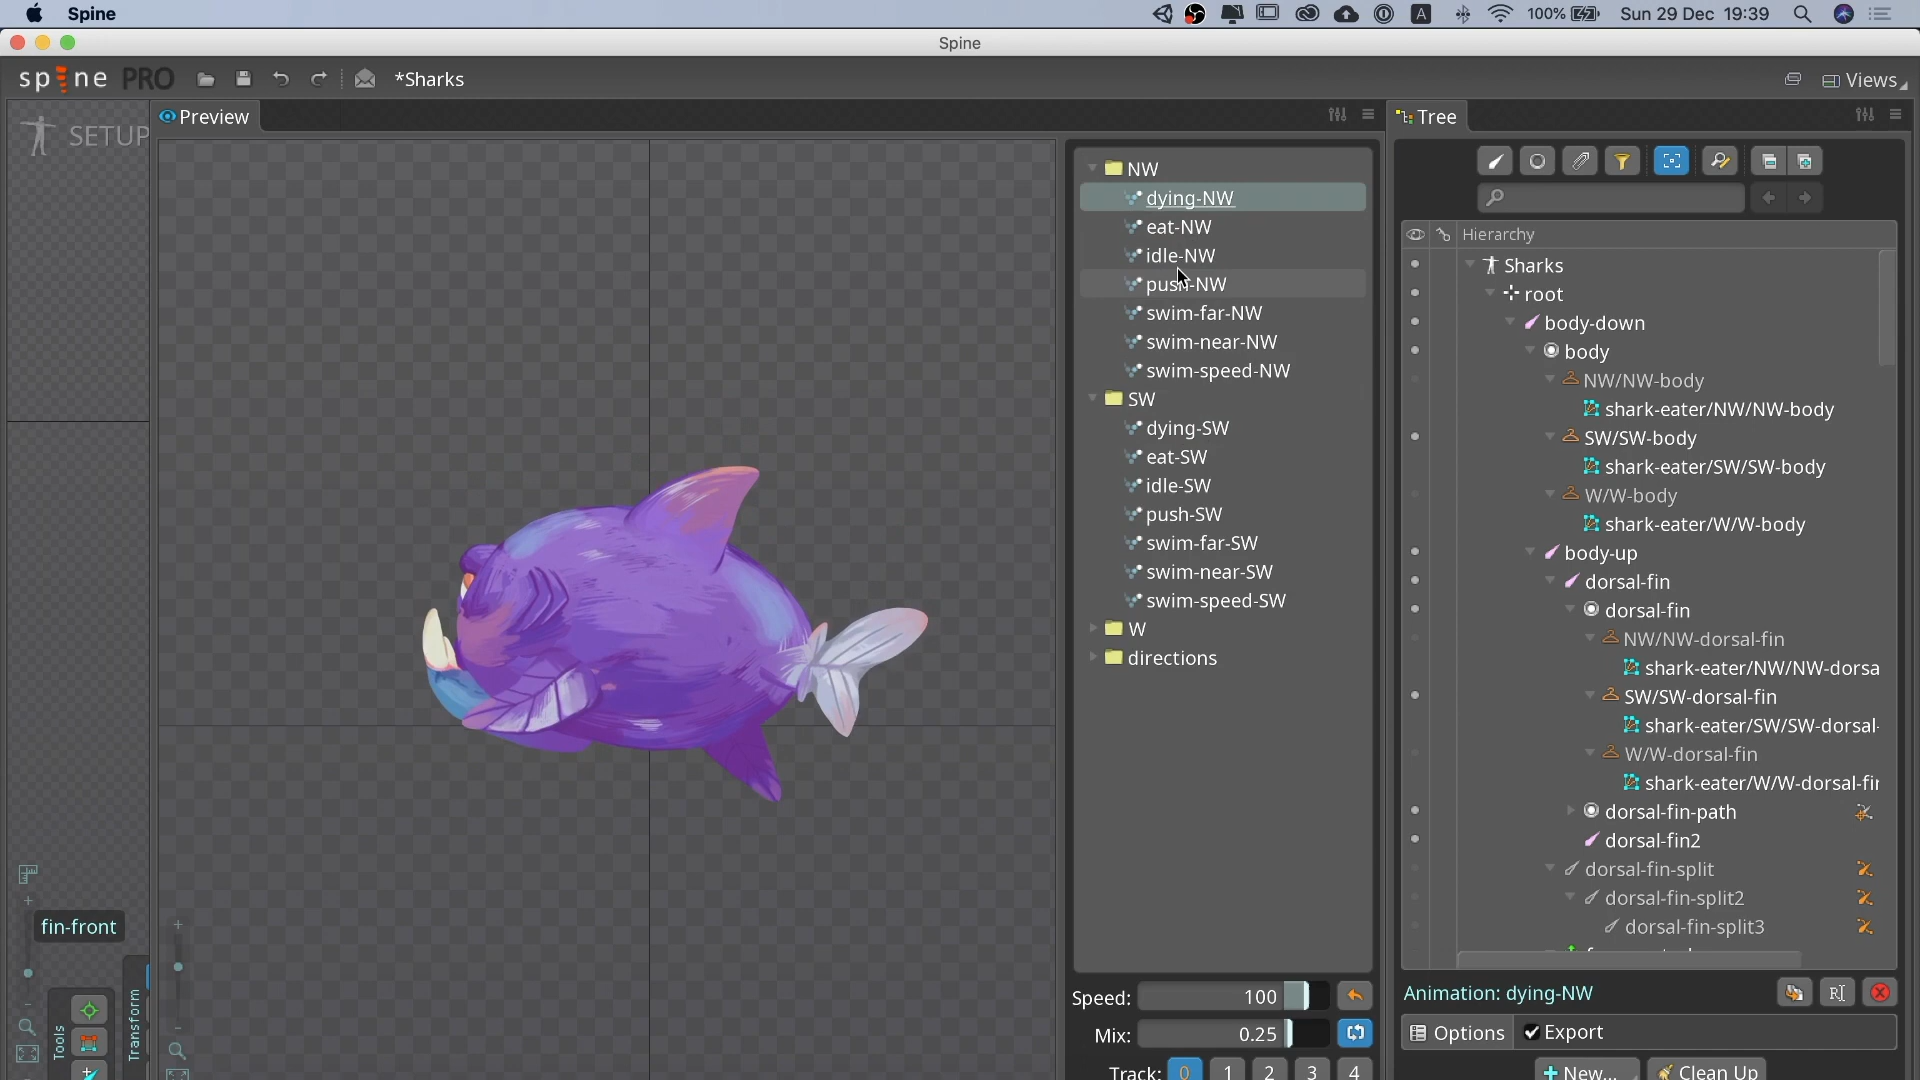 Spine
A
100%
Sun 29 Dec 19:39
Spine
spine PRO
*Sharks
Views
SETUP
Preview
Tree
NW
dying-NW
eat-NW
idle-NW
push-NW
swim-far-NW
swim-near-NW
swim-speed-NW
SW
dying-SW
eat-SW
idle-SW
push-SW
swim-far-SW
swim-near-SW
swim-speed-SW
W
directions
Hierarchy
Sharks
root
body-down
body
NW/NW-body
shark-eater/NW/NW-body
SW/SW-body
shark-eater/SW/SW-body
W/W-body
shark-eater/W/W-body
body-up
dorsal-fin
dorsal-fin
NW/NW-dorsal-fin
shark-eater/NW/NW-dorsa
SW/SW-dorsal-fin
shark-eater/SW/SW-dorsal-
W/W-dorsal-fin
shark-eater/W/W-dorsal-fin
dorsal-fin-path
dorsal-fin2
dorsal-fin-split
dorsal-fin-split2
dorsal-fin-split3
fin-front
Tools
Transform
Speed: 100
Mix: 0.25
Track: 0 1 2 3 4
Animation: dying-NW
Options
Export
New...
Clean Up